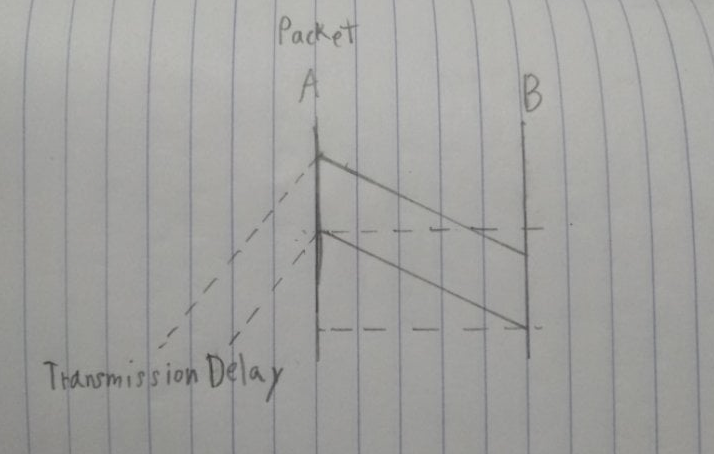 Packet
A
B
Transmission Delay